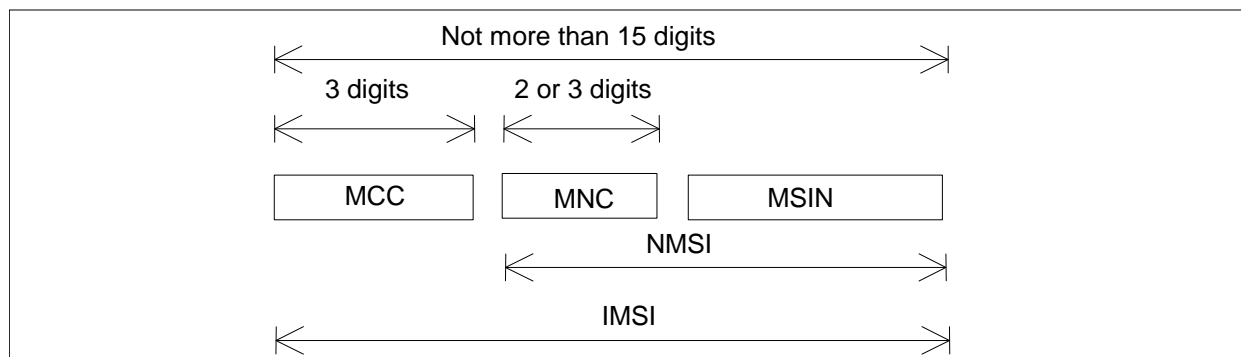 Not more than 15 digits
3 digits 2 or 3 digits
MCC MNC MSIN
NMSI
IMSI